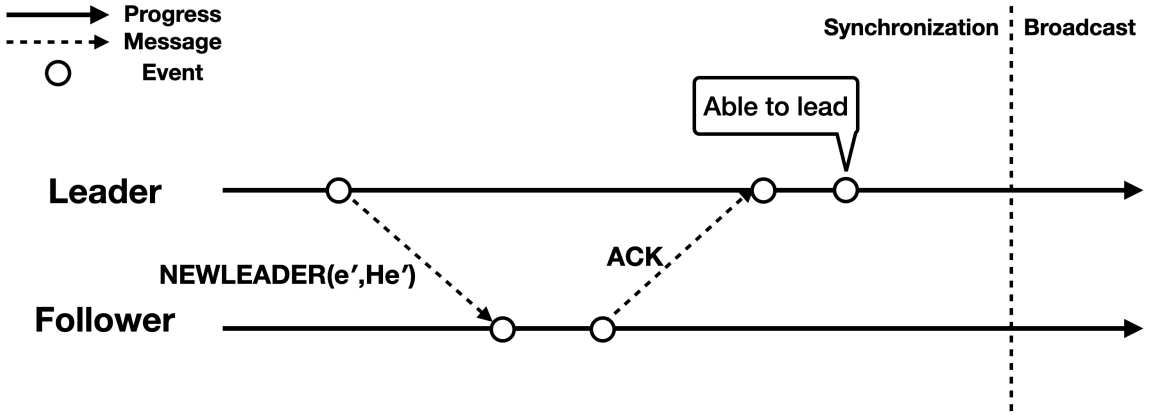 Progress
Message
Event
Synchronization
Broadcast
Able to lead
Leader
NEWLEADER(e′,He′)
ACK
Follower